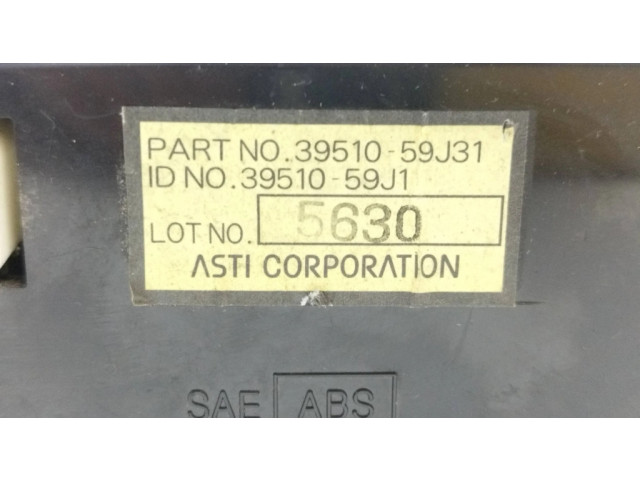 PART NO.39510-59J31
ID NO.39510-59J1
LOT NO. 5630
ASTI CORPORATION
SAE ABS